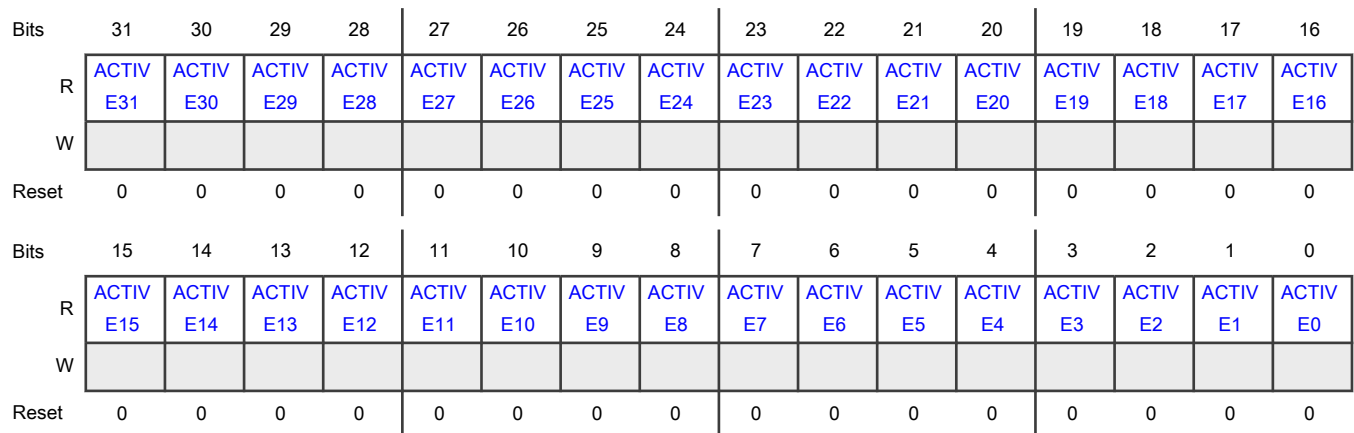 Bits 31 30 29 28 27 26 25 24 23 22 21 20 19 18 17 16
R ACTIV ACTIV ACTIV ACTIV ACTIV ACTIV ACTIV ACTIV ACTIV ACTIV ACTIV ACTIV ACTIV ACTIV ACTIV ACTIV
E31 E30 E29 E28 E27 E26 E25 E24 E23 E22 E21 E20 E19 E18 E17 E16
W
Reset 0 0 0 0 0 0 0 0 0 0 0 0 0 0 0 0
Bits 15 14 13 12 11 10 9 8 7 6 5 4 3 2 1 0
R ACTIV ACTIV ACTIV ACTIV ACTIV ACTIV ACTIV ACTIV ACTIV ACTIV ACTIV ACTIV ACTIV ACTIV ACTIV ACTIV
E15 E14 E13 E12 E11 E10 E9 E8 E7 E6 E5 E4 E3 E2 E1 E0
W
Reset 0 0 0 0 0 0 0 0 0 0 0 0 0 0 0 0